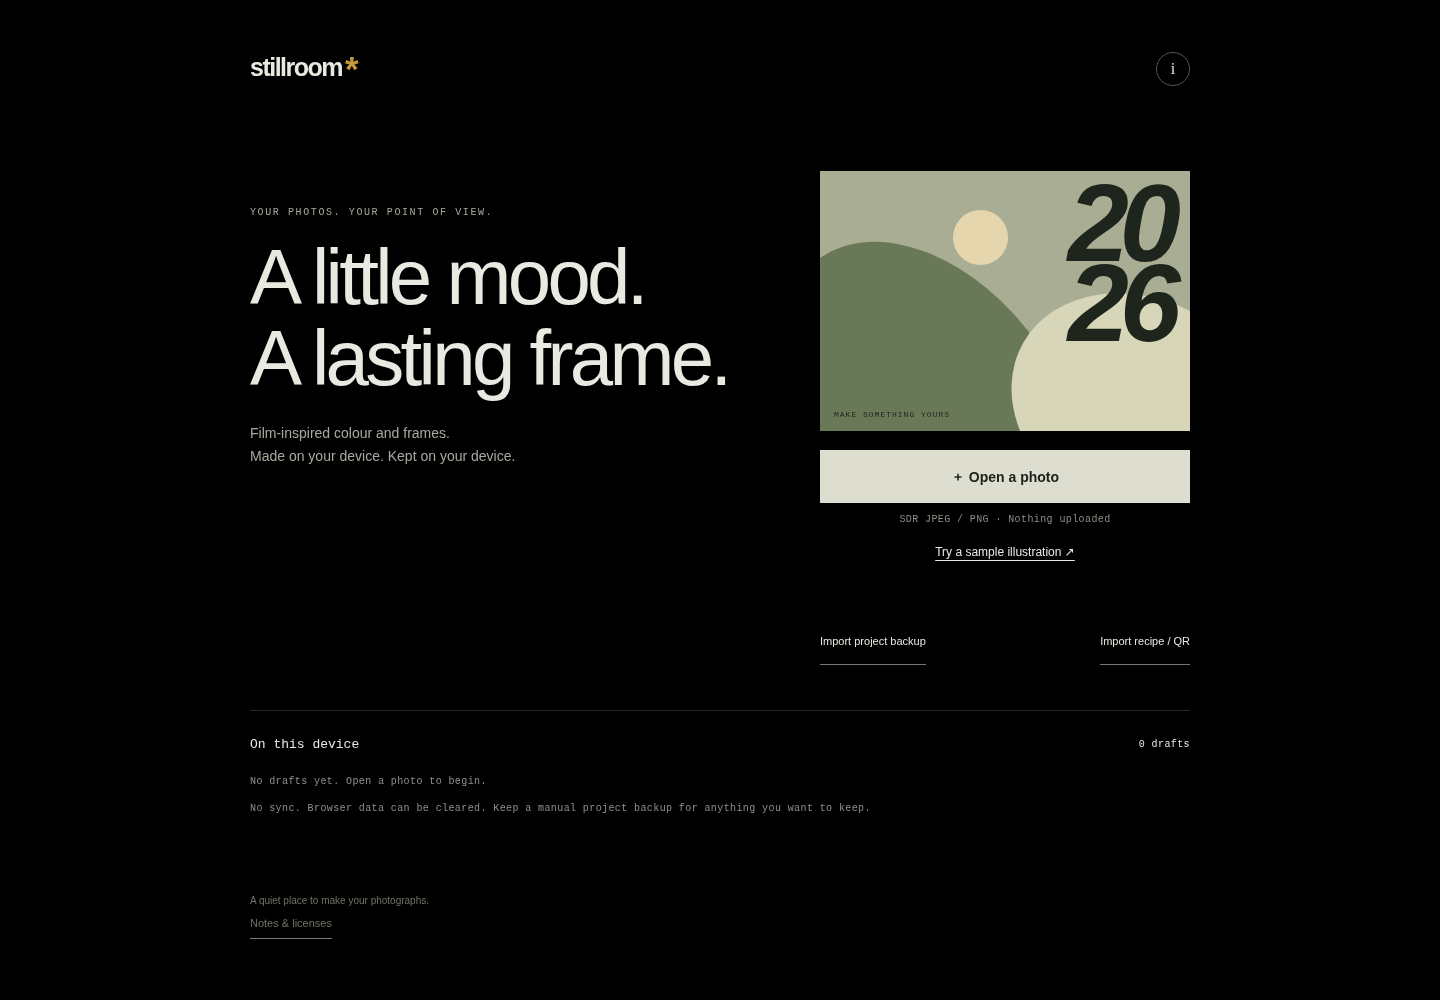 stillroom*
i
YOUR PHOTOS. YOUR POINT OF VIEW.
A little mood.
A lasting frame.
Film-inspired colour and frames.
Made on your device. Kept on your device.
20
26
MAKE SOMETHING YOURS
+ Open a photo
SDR JPEG / PNG · Nothing uploaded
Try a sample illustration ↗
Import project backup
Import recipe / QR
On this device
0 drafts
No drafts yet. Open a photo to begin.
No sync. Browser data can be cleared. Keep a manual project backup for anything you want to keep.
A quiet place to make your photographs.
Notes & licenses